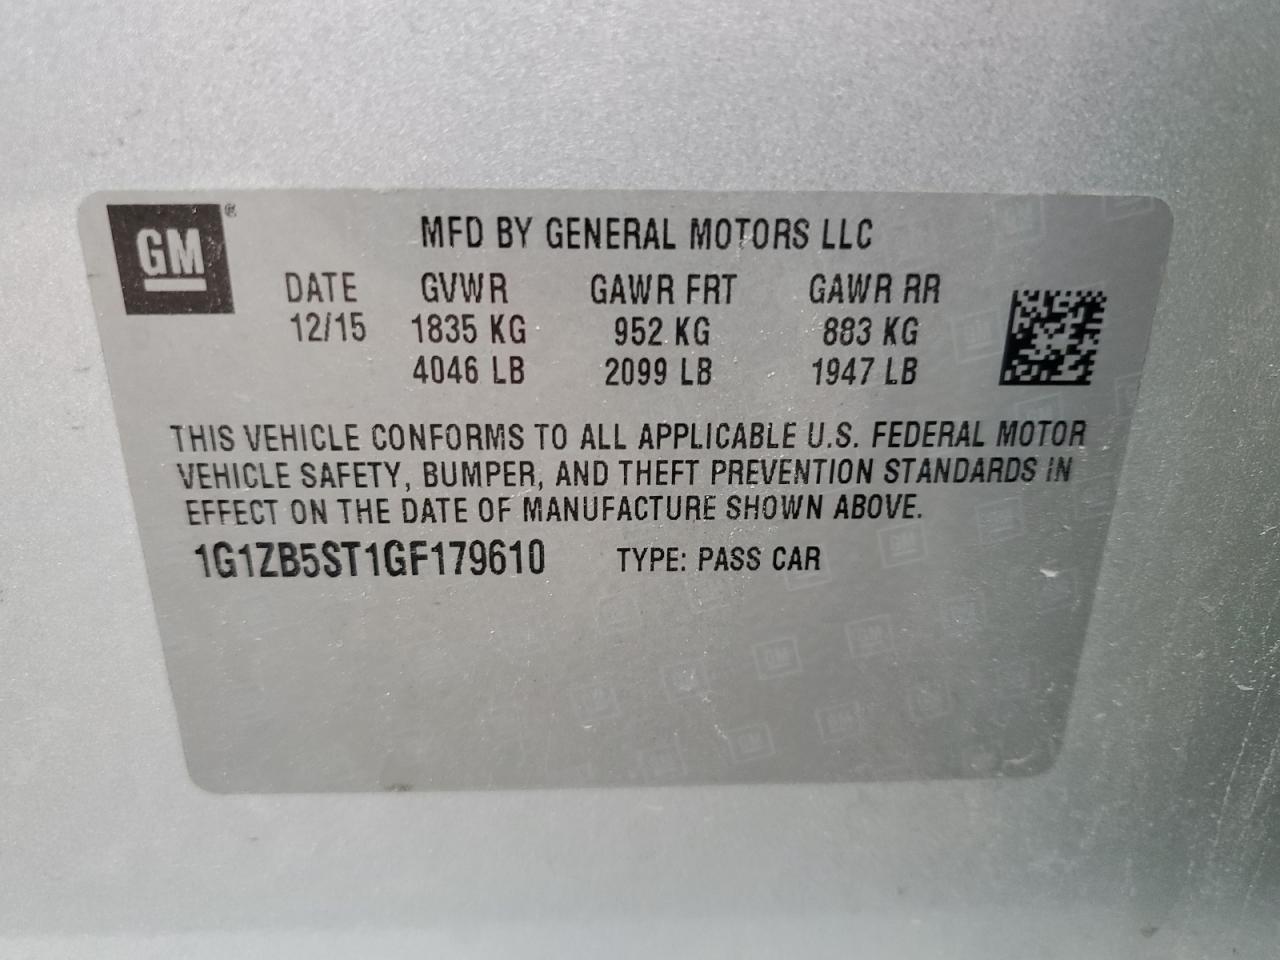 GM®
MFD BY GENERAL MOTORS LLC
DATE GVWR GAWR FRT GAWR RR
12/15 1835 KG 952 KG 883 KG
4046 LB 2099 LB 1947 LB
THIS VEHICLE CONFORMS TO ALL APPLICABLE U.S. FEDERAL MOTOR
VEHICLE SAFETY, BUMPER, AND THEFT PREVENTION STANDARDS IN
EFFECT ON THE DATE OF MANUFACTURE SHOWN ABOVE.
1G1ZB5ST1GF179610 TYPE: PASS CAR